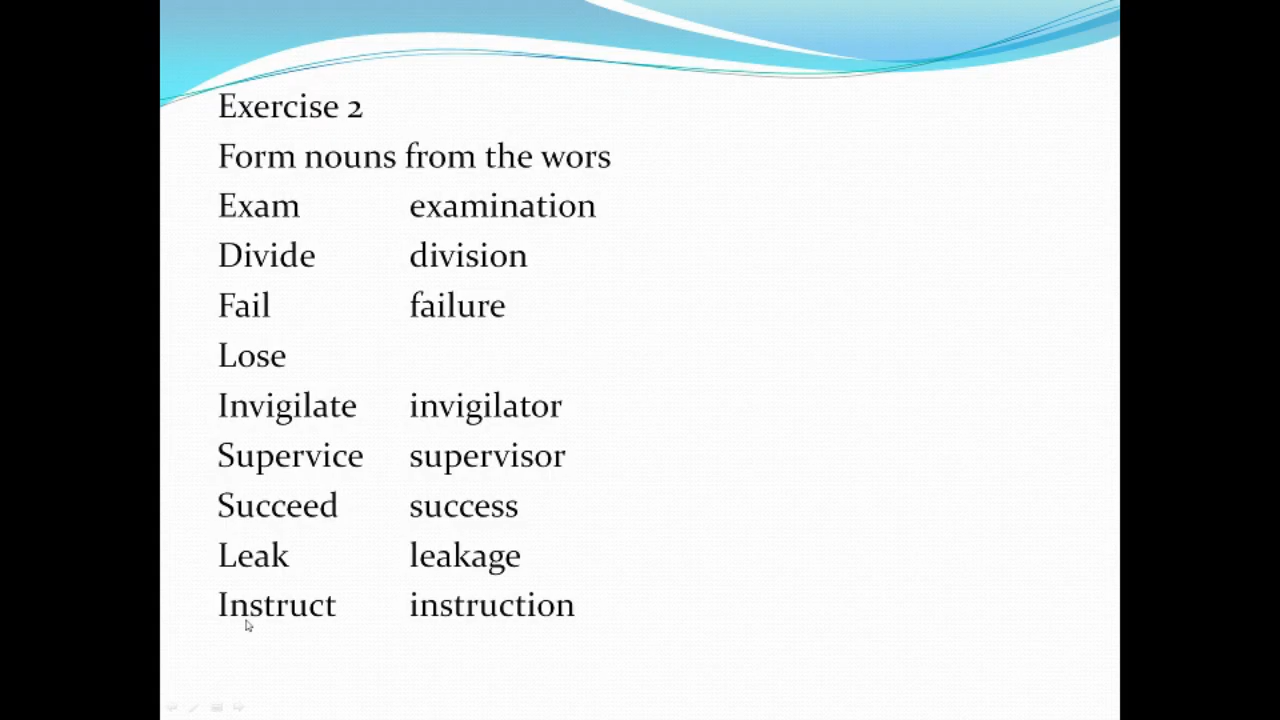 Exercise 2
Form nouns from the wors
Exam examination
Divide division
Fail failure
Lose
Invigilate invigilator
Supervice supervisor
Succeed success
Leak leakage
Instruct instruction